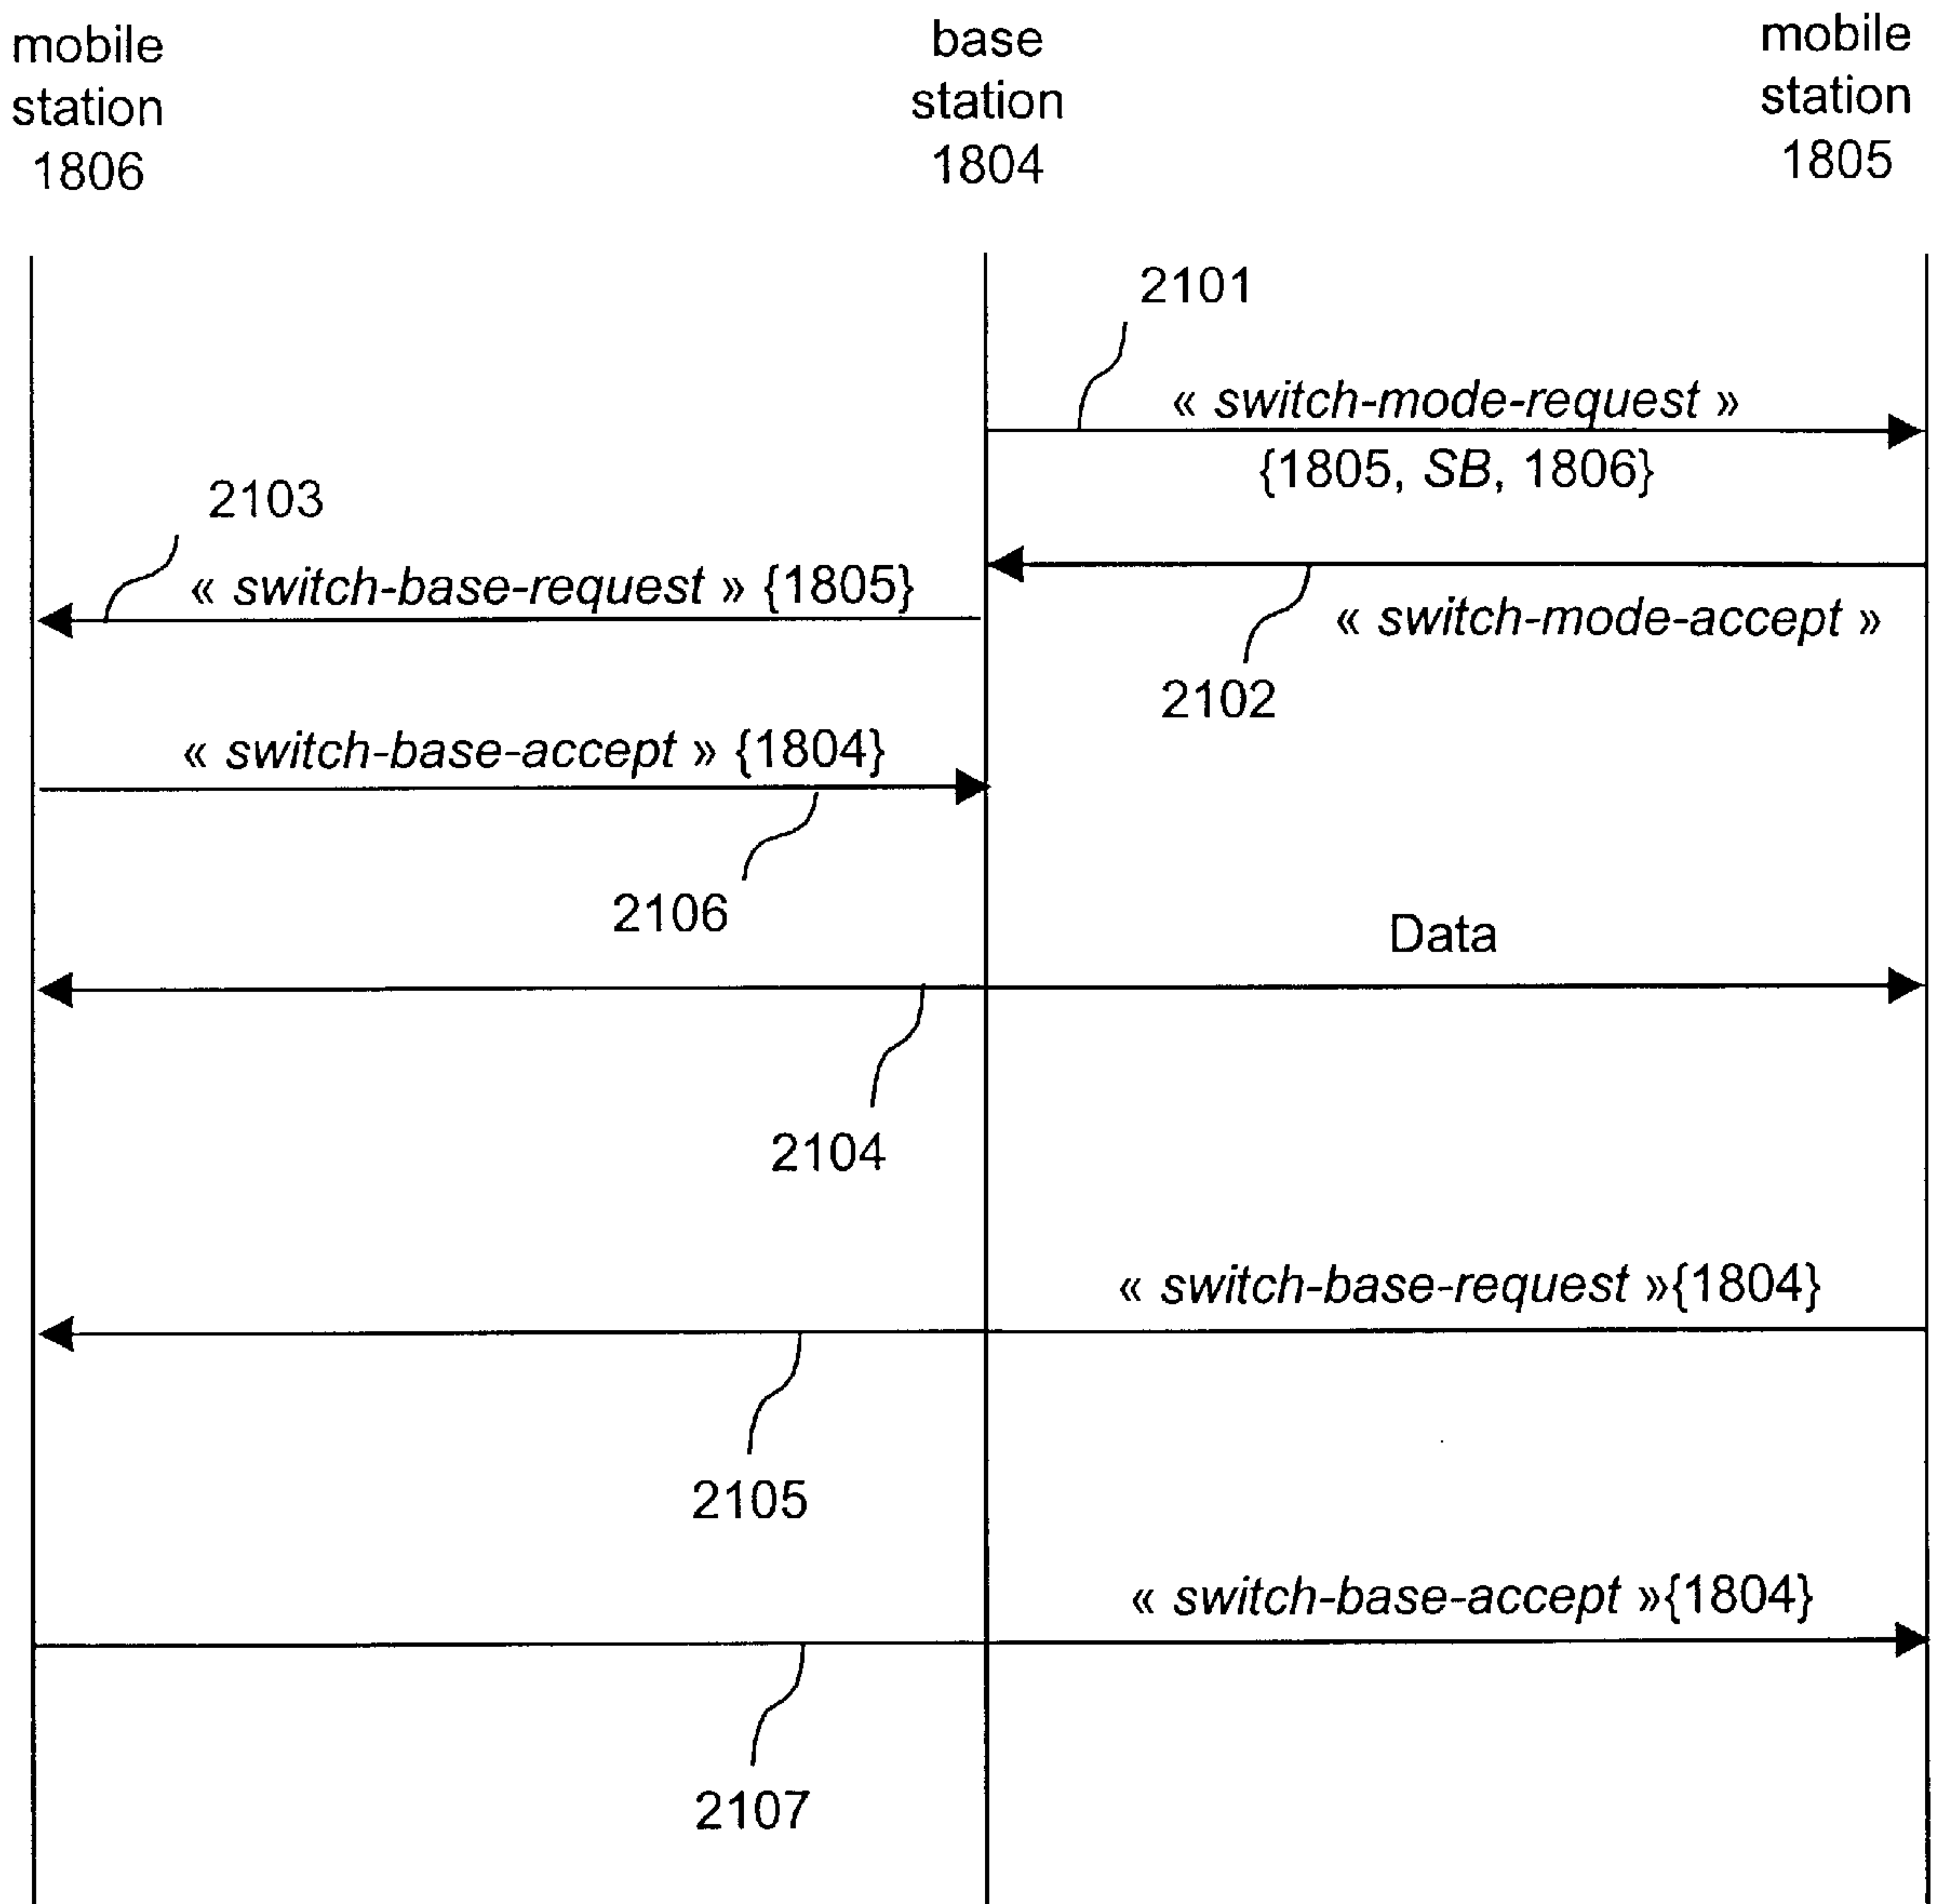 mobile
station
1806
base
station
1804
mobile
station
1805
2101
« switch-mode-request »
{1805, SB, 1806}
2103
« switch-base-request » {1805}
« switch-mode-accept »
2102
« switch-base-accept » {1804}
2106
Data
2104
« switch-base-request »{1804}
2105
« switch-base-accept »{1804}
2107